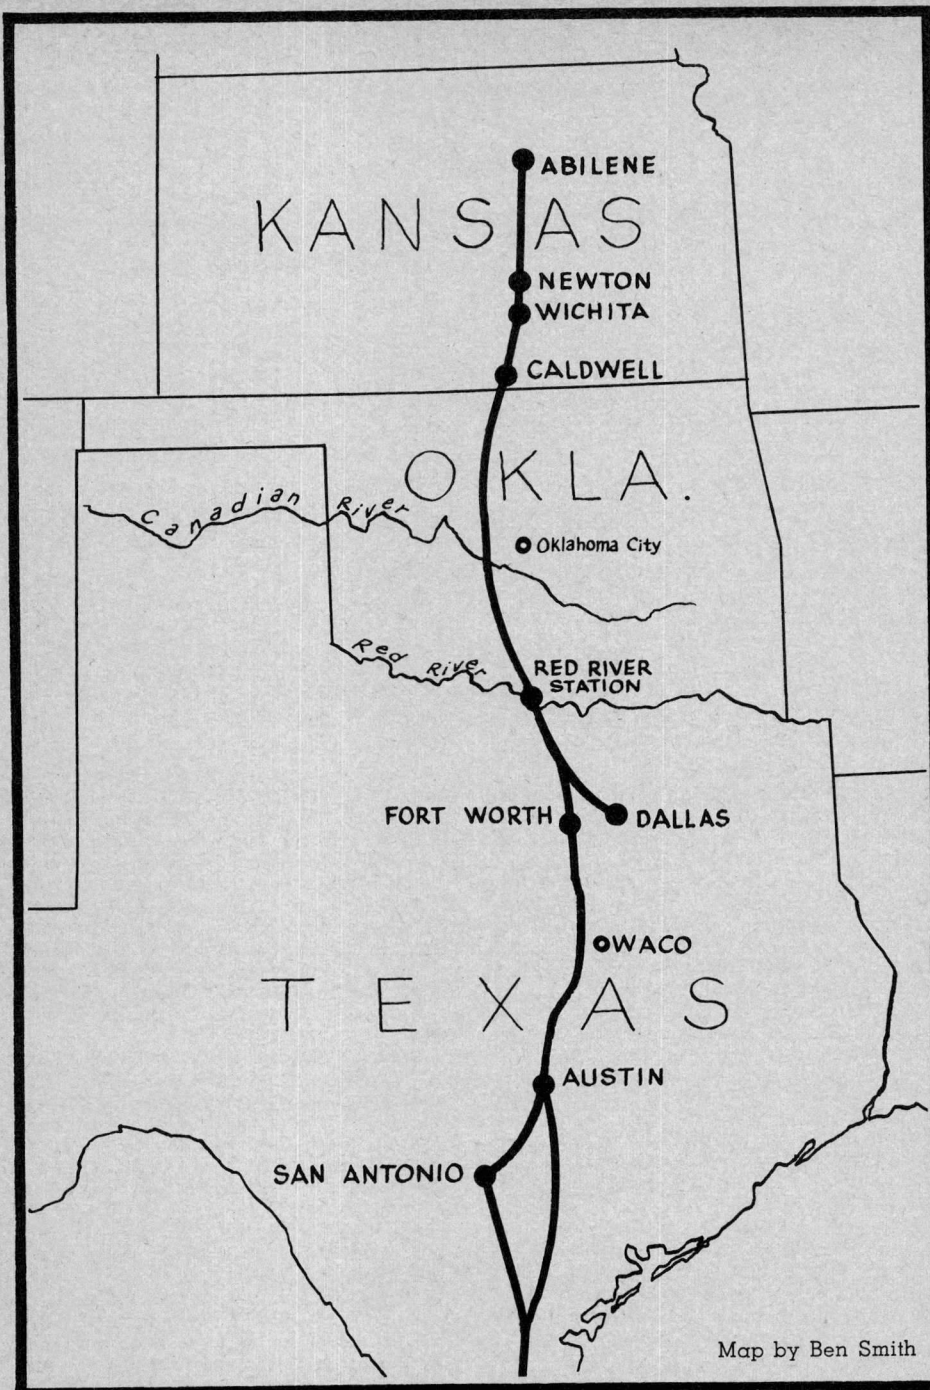 ABILENE
KANSAS
NEWTON
WICHITA
CALDWELL
OKLA.
Canadian River
Oklahoma City
Red River
RED RIVER
STATION
FORT WORTH
DALLAS
WACO
TEXAS
AUSTIN
SAN ANTONIO
Map by Ben Smith